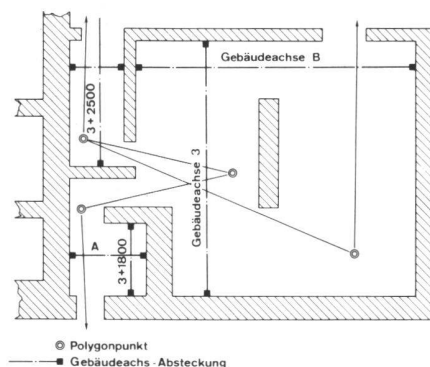 Gebäudeachse B
3+2500
Gebäudeachse 3
A
3+1800
Polygonpunkt
Gebäudeachs-Absteckung